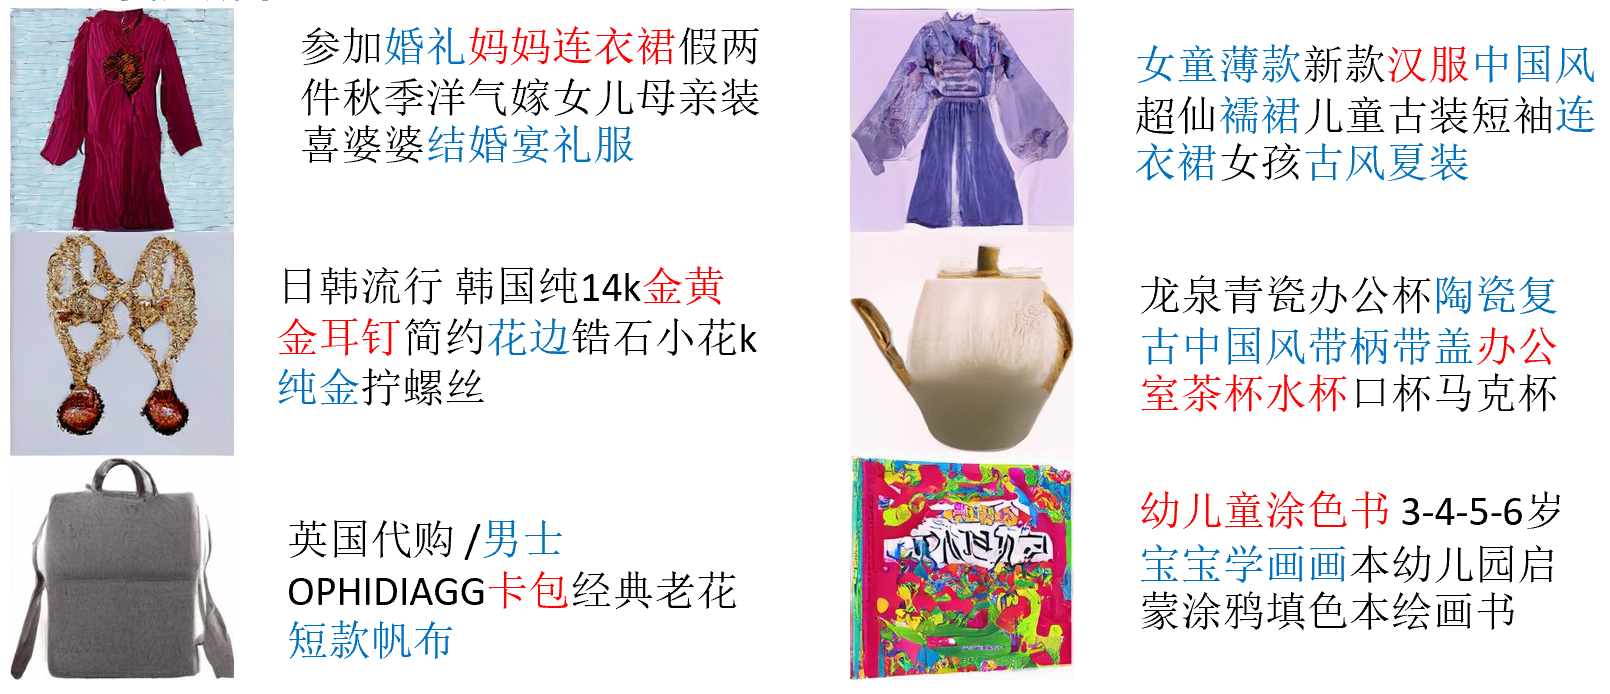 参加婚礼妈妈连衣裙假两
件秋季洋气嫁女儿母亲装
喜婆婆结婚宴礼服
女童薄款新款汉服中国风
超仙襦裙儿童古装短袖连
衣裙女孩古风夏装
日韩流行 韩国纯14k金黄
金耳钉简约花边锆石小花k
纯金拧螺丝
龙泉青瓷办公杯陶瓷复
古中国风带柄带盖办公
室茶杯水杯口杯马克杯
英国代购 /男士
OPHIDIAGG卡包经典老花
短款帆布
幼儿童涂色书 3-4-5-6岁
宝宝学画画本幼儿园启
蒙涂鸦填色本绘画书